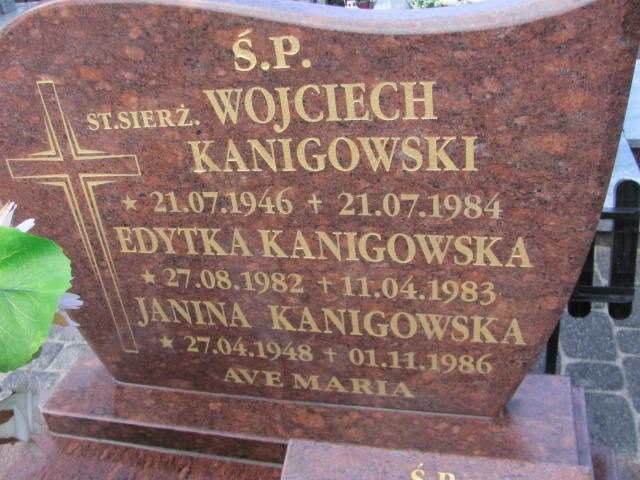 Ś.P.
ST.SIERŻ. WOJCIECH
KANIGOWSKI
★ 21.07.1946 + 21.07.1984
EDYTKA KANIGOWSKA
★ 27.08.1982 + 11.04.1983
JANINA KANIGOWSKA
★ 27.04.1948 + 01.11.1986
AVE MARIA
Ś.P.